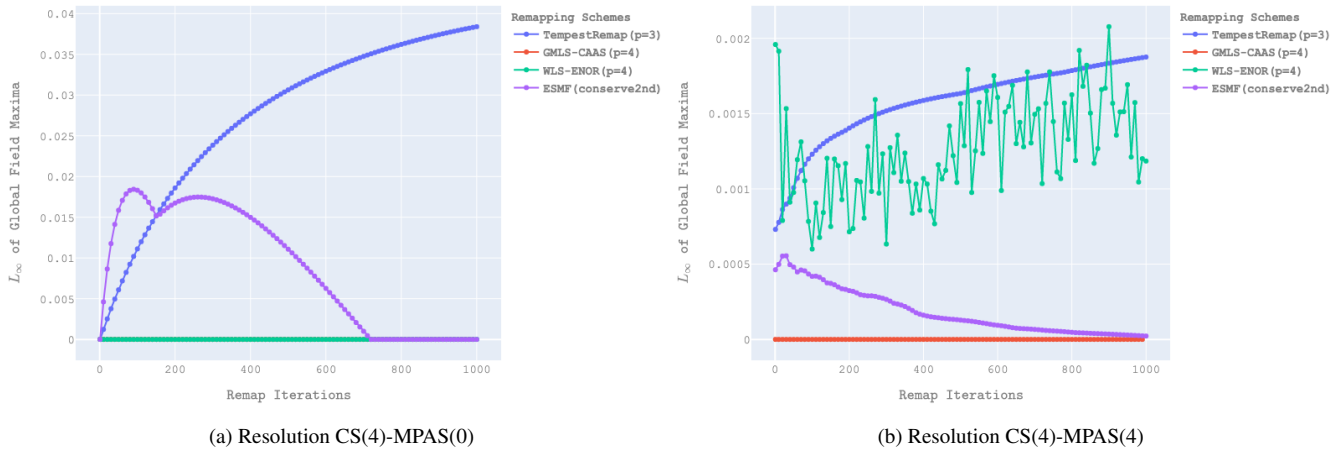 0.04
0.035
0.03
0.025
0.02
0.015
0.01
0.005
0
L∞ of Global Field Maxima
0
200
400
600
800
1000
Remap Iterations
Remapping Schemes
TempestRemap(p=3)
GMLS-CAAS(p=4)
WLS-ENOR(p=4)
ESMF(conserve2nd)
(a) Resolution CS(4)-MPAS(0)
0.002
0.0015
0.001
0.0005
0
L∞ of Global Field Maxima
0
200
400
600
800
1000
Remap Iterations
Remapping Schemes
TempestRemap(p=3)
GMLS-CAAS(p=4)
WLS-ENOR(p=4)
ESMF(conserve2nd)
(b) Resolution CS(4)-MPAS(4)